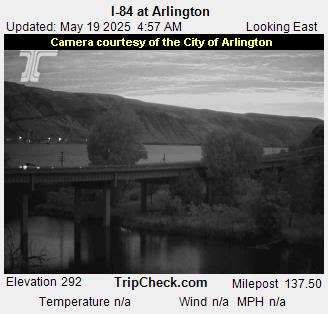 I-84 at Arlington
Updated: May 19 2025 4:57 AM Looking East
Camera courtesy of the City of Arlington
Elevation 292 TripCheck.com Milepost 137.50
Temperature n/a Wind n/a MPH n/a